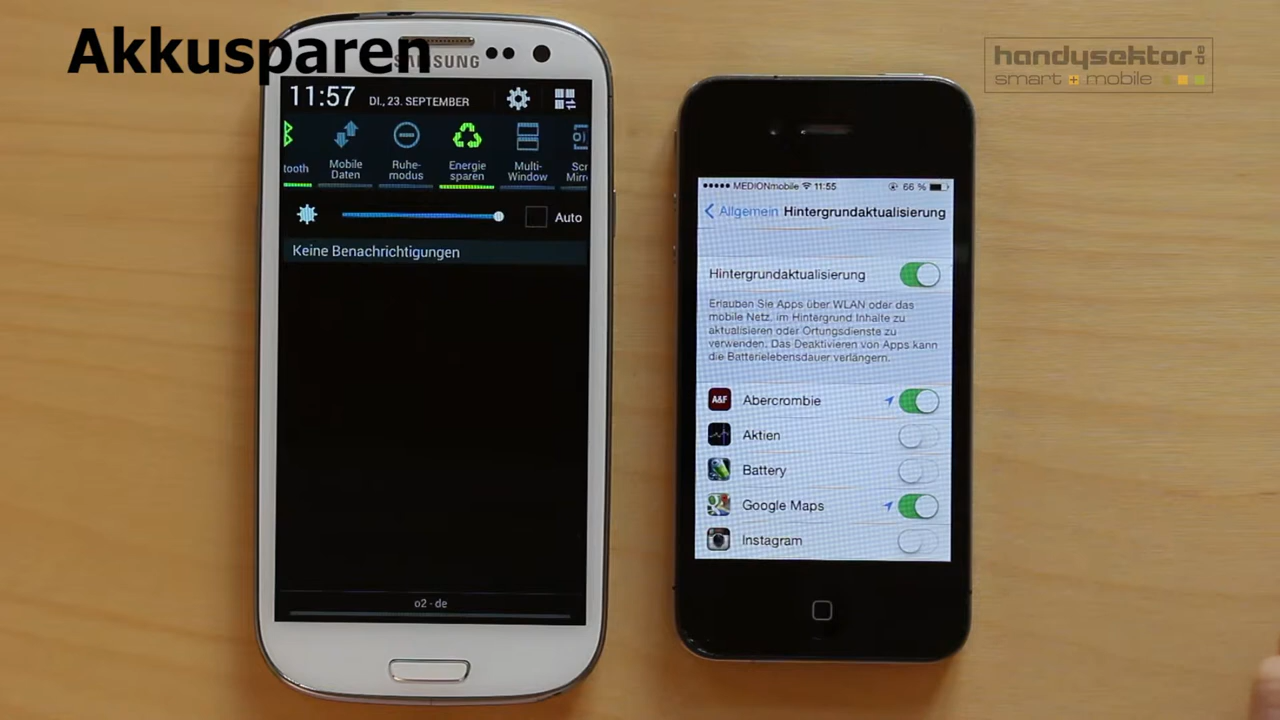 Akkusparen
SAMSUNG
handysektor.de
smart + mobile
11:57 DI., 23. SEPTEMBER
tooth
Mobile
Daten
Ruhe-
modus
Energie
sparen
Multi-
Window
Scr
Mirr
Auto
Keine Benachrichtigungen
o2 - de
MEDIONmobile 11:55 66 %
Allgemein Hintergrundaktualisierung
Hintergrundaktualisierung
Erlauben Sie Apps über WLAN oder das
mobile Netz, im Hintergrund Inhalte zu
aktualisieren oder Ortungsdienste zu
verwenden. Das Deaktivieren von Apps kann
die Batterielebensdauer verlängern.
A&F Abercrombie
Aktien
Battery
Google Maps
Instagram